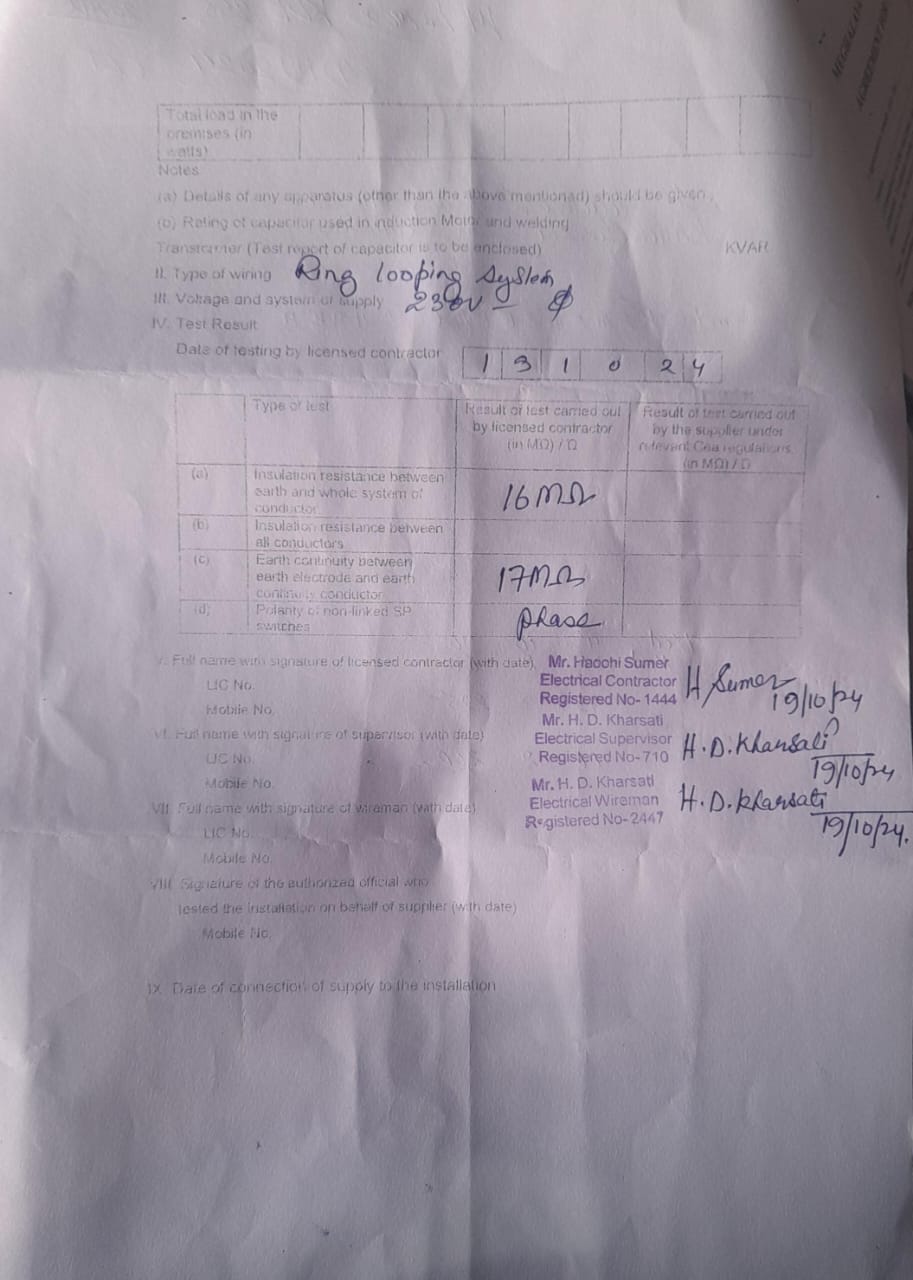 Total load in the
premises (in
watts)
Notes
(a) Details of any apparatus (other than the above mentioned) should be given.
(b) Rating of capacitor used in induction Motor and welding
Transformer (Test report of capacitor is to be enclosed) KVAR
II. Type of wiring Ring looping system
III. Voltage and system of supply 230V
IV. Test Result
Date of testing by licensed contractor 1 9 1 0 2 4
Type of test
Result of test carried out
by licensed contractor
(in MΩ) / Ω
Result of test carried out
by the supplier under
relevant Cea regulations
(in MΩ) / Ω
(a) Insulation resistance between
earth and whole system of
conductor
16MΩ
(b) Insulation resistance between
all conductors
(c) Earth continuity between
earth electrode and earth
continuity conductor
17MΩ
(d) Polarity of non-linked SP
switches
phase
V. Full name with signature of licensed contractor (with date) Mr. Haochi Sumer
Electrical Contractor
Registered No- 1444
H Sumer
19/10/24
LIC No.
Mobile No.
VI. Full name with signature of supervisor (with date)
Mr. H. D. Kharsati
Electrical Supervisor
Registered No- 710
H.D. Kharsati
19/10/24
LIC No.
Mobile No.
VII. Full name with signature of wireman (with date)
Mr. H. D. Kharsati
Electrical Wireman
Registered No- 2447
H.D. Kharsati
19/10/24.
LIC No.
Mobile No.
VIII. Signature of the authorized official who
tested the installation on behalf of supplier (with date)
Mobile No.
IX. Date of connection of supply to the installation